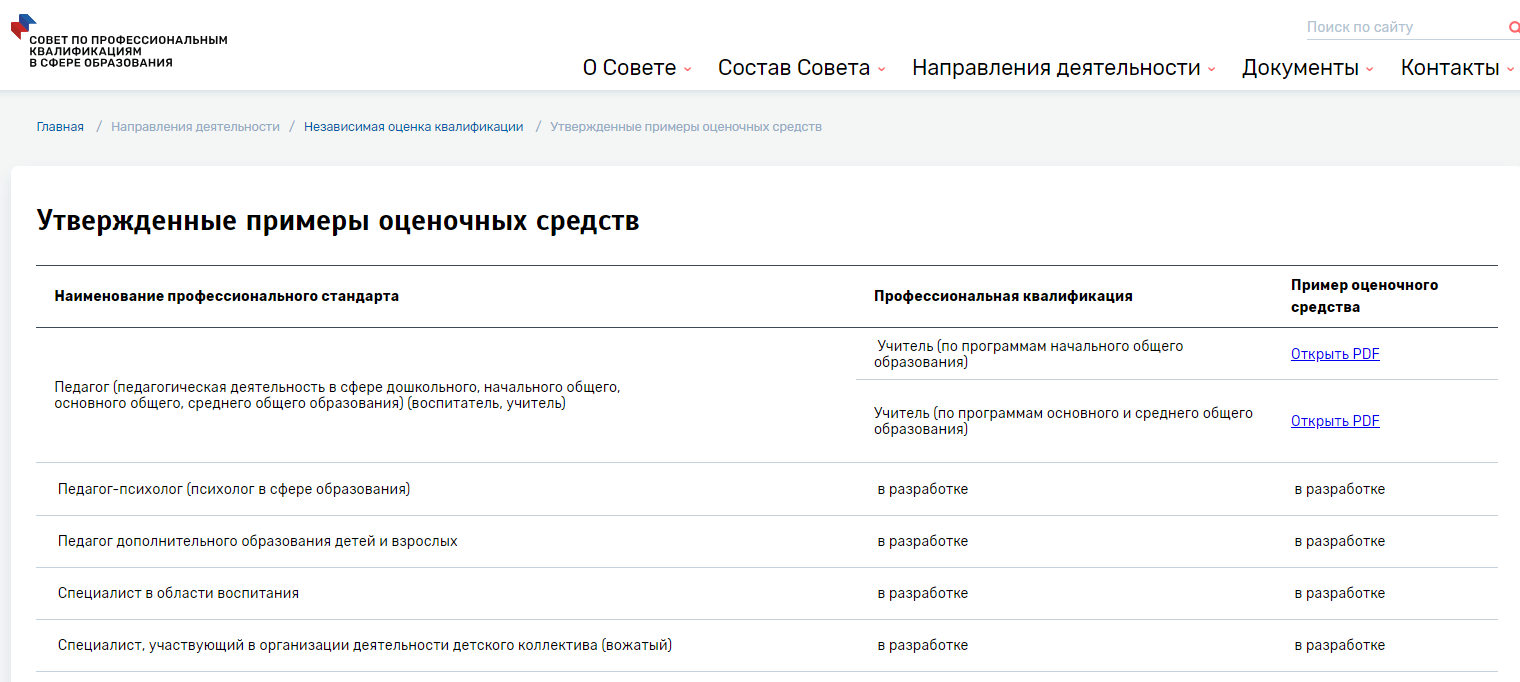 СОВЕТ ПО ПРОФЕССИОНАЛЬНЫМ
КВАЛИФИКАЦИЯМ
В СФЕРЕ ОБРАЗОВАНИЯ
Поиск по сайту
О Совете Состав Совета Направления деятельности Документы Контакты
Главная / Направления деятельности / Независимая оценка квалификации / Утвержденные примеры оценочных средств
Утвержденные примеры оценочных средств
Наименование профессионального стандарта
Профессиональная квалификация
Пример оценочного
средства
Педагог (педагогическая деятельность в сфере дошкольного, начального общего,
основного общего, среднего общего образования) (воспитатель, учитель)
Учитель (по программам начального общего
образования)
Открыть PDF
Учитель (по программам основного и среднего общего
образования)
Открыть PDF
Педагог-психолог (психолог в сфере образования) в разработке в разработке
Педагог дополнительного образования детей и взрослых в разработке в разработке
Специалист в области воспитания в разработке в разработке
Специалист, участвующий в организации деятельности детского коллектива (вожатый) в разработке в разработке